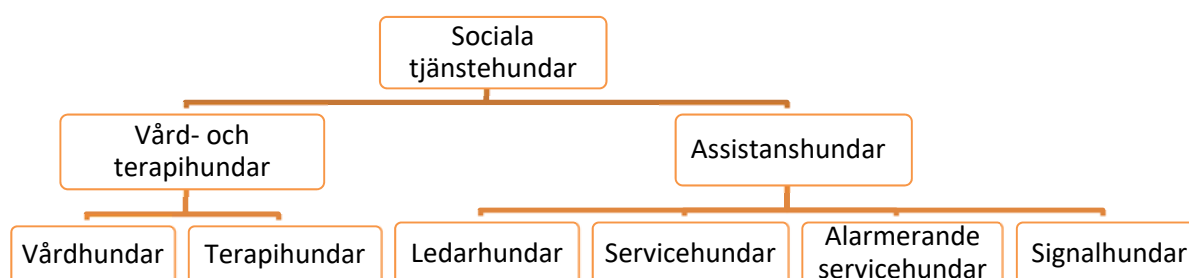 Sociala
tjänstehundar
Vård- och
terapihundar
Assistanshundar
Vårdhundar
Terapihundar
Ledarhundar
Servicehundar
Alarmerande
servicehundar
Signalhundar